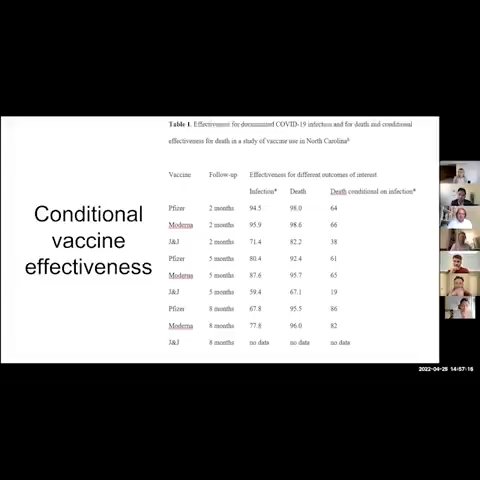 Table 1. Effectiveness for documented COVID-19 infection and for death and conditional
effectiveness for death in a study of vaccine use in North Carolina
Vaccine Follow-up Effectiveness for different outcomes of interest
Infection* Death Death conditional on infection*
Pfizer 2 months 94.5 98.0 64
Moderna 2 months 95.9 98.6 66
J&J 2 months 71.4 82.2 38
Pfizer 5 months 80.4 92.4 61
Moderna 5 months 87.6 95.7 65
J&J 5 months 59.4 67.1 19
Pfizer 8 months 67.8 95.5 86
Moderna 8 months 77.8 96.0 82
J&J 8 months no data no data no data
Conditional
vaccine
effectiveness
2022-04-28 14:57:16